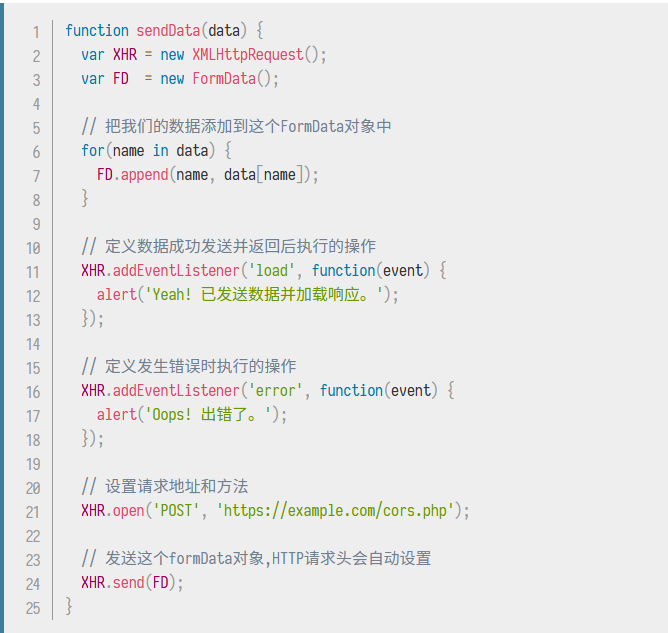 1 function sendData(data) {
2   var XHR = new XMLHttpRequest();
3   var FD  = new FormData();
4
5   // 把我们的数据添加到这个FormData对象中
6   for(name in data) {
7     FD.append(name, data[name]);
8   }
9
10   // 定义数据成功发送并返回后执行的操作
11   XHR.addEventListener('load', function(event) {
12     alert('Yeah! 已发送数据并加载响应。');
13   });
14
15   // 定义发生错误时执行的操作
16   XHR.addEventListener('error', function(event) {
17     alert('Oops! 出错了。');
18   });
19
20   // 设置请求地址和方法
21   XHR.open('POST', 'https://example.com/cors.php');
22
23   // 发送这个formData对象,HTTP请求头会自动设置
24   XHR.send(FD);
25 }